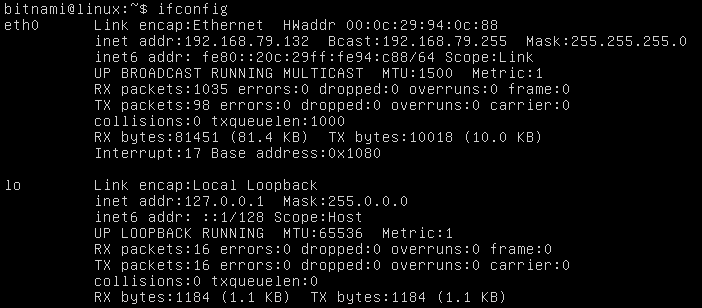 bitnami@linux:~$ ifconfig
eth0      Link encap:Ethernet  HWaddr 00:0c:29:94:0c:88
          inet addr:192.168.79.132  Bcast:192.168.79.255  Mask:255.255.255.0
          inet6 addr: fe80::20c:29ff:fe94:c88/64 Scope:Link
          UP BROADCAST RUNNING MULTICAST  MTU:1500  Metric:1
          RX packets:1035 errors:0 dropped:0 overruns:0 frame:0
          TX packets:98 errors:0 dropped:0 overruns:0 carrier:0
          collisions:0 txqueuelen:1000
          RX bytes:81451 (81.4 KB)  TX bytes:10018 (10.0 KB)
          Interrupt:17 Base address:0x1080
lo        Link encap:Local Loopback
          inet addr:127.0.0.1  Mask:255.0.0.0
          inet6 addr: ::1/128 Scope:Host
          UP LOOPBACK RUNNING  MTU:65536  Metric:1
          RX packets:16 errors:0 dropped:0 overruns:0 frame:0
          TX packets:16 errors:0 dropped:0 overruns:0 carrier:0
          collisions:0 txqueuelen:0
          RX bytes:1184 (1.1 KB)  TX bytes:1184 (1.1 KB)